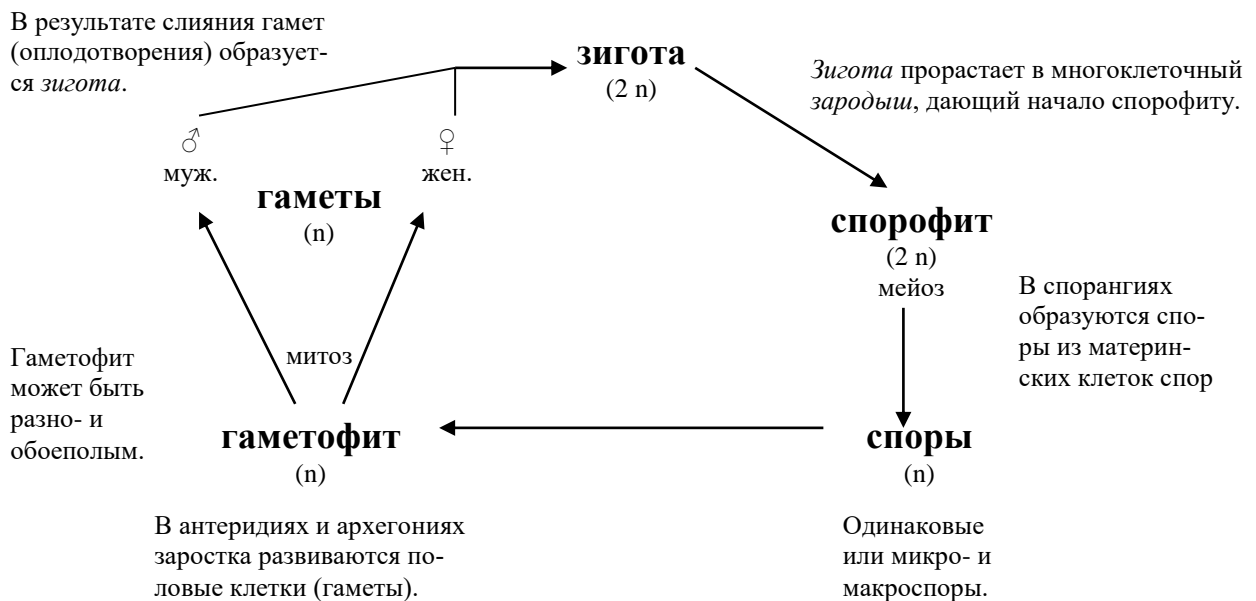 В результате слияния гамет
(оплодотворения) образует-
ся зигота.
зигота
(2 n)
Зигота прорастает в многоклеточный
зародыш, дающий начало спорофиту.
♂
♀
муж.
жен.
гаметы
(n)
спорофит
(2 n)
мейоз
В спорангиях
образуются спо-
ры из материн-
ских клеток спор
митоз
Гаметофит
может быть
разно- и
обоеполым.
гаметофит
(n)
споры
(n)
В антеридиях и архегониях
заростка развиваются по-
ловые клетки (гаметы).
Одинаковые
или микро- и
макроспоры.